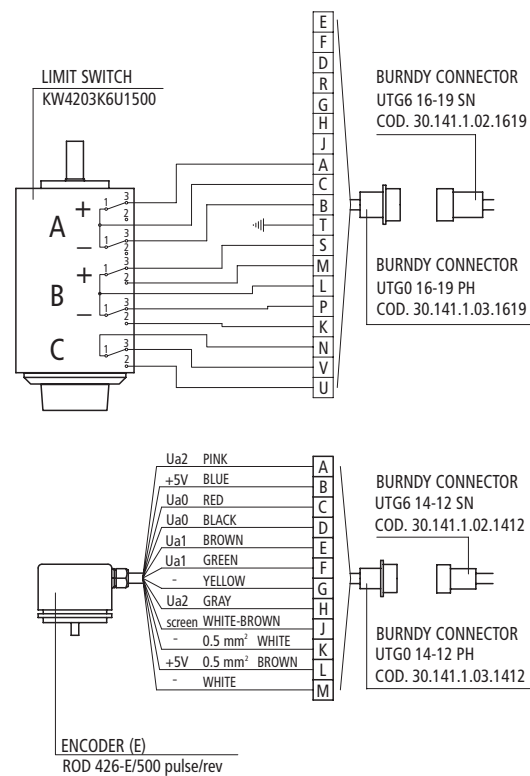 LIMIT SWITCH
KW4203K6U1500
A
+
1
3
2
−
1
3
2
B
+
1
3
2
−
1
3
2
C
1
3
2
E
F
D
R
G
H
J
A
C
B
T
S
M
L
P
K
N
V
U
BURNDY CONNECTOR
UTG6 16-19 SN
COD. 30.141.1.02.1619
BURNDY CONNECTOR
UTG0 16-19 PH
COD. 30.141.1.03.1619
Ua2 PINK A
+5V BLUE B
Ua0 RED C
Ua0 BLACK D
Ua1 BROWN E
Ua1 GREEN F
- YELLOW G
Ua2 GRAY H
screen WHITE-BROWN J
- 0.5 mm² WHITE K
+5V 0.5 mm² BROWN L
- WHITE M
BURNDY CONNECTOR
UTG6 14-12 SN
COD. 30.141.1.02.1412
BURNDY CONNECTOR
UTG0 14-12 PH
COD. 30.141.1.03.1412
ENCODER (E)
ROD 426-E/500 pulse/rev